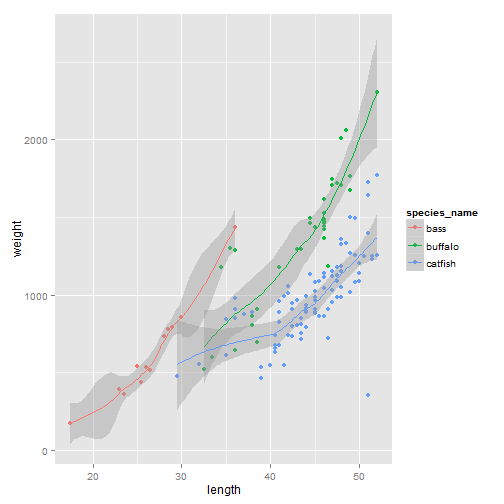 2000
1000
0
weight
20
30
40
50
length
species_name
bass
buffalo
catfish